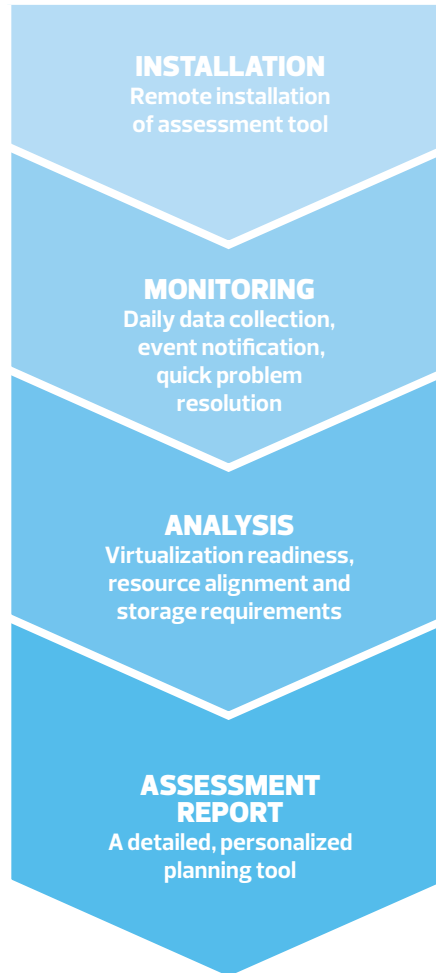 INSTALLATION
Remote installation
of assessment tool
MONITORING
Daily data collection,
event notification,
quick problem
resolution
ANALYSIS
Virtualization readiness,
resource alignment and
storage requirements
ASSESSMENT
REPORT
A detailed, personalized
planning tool